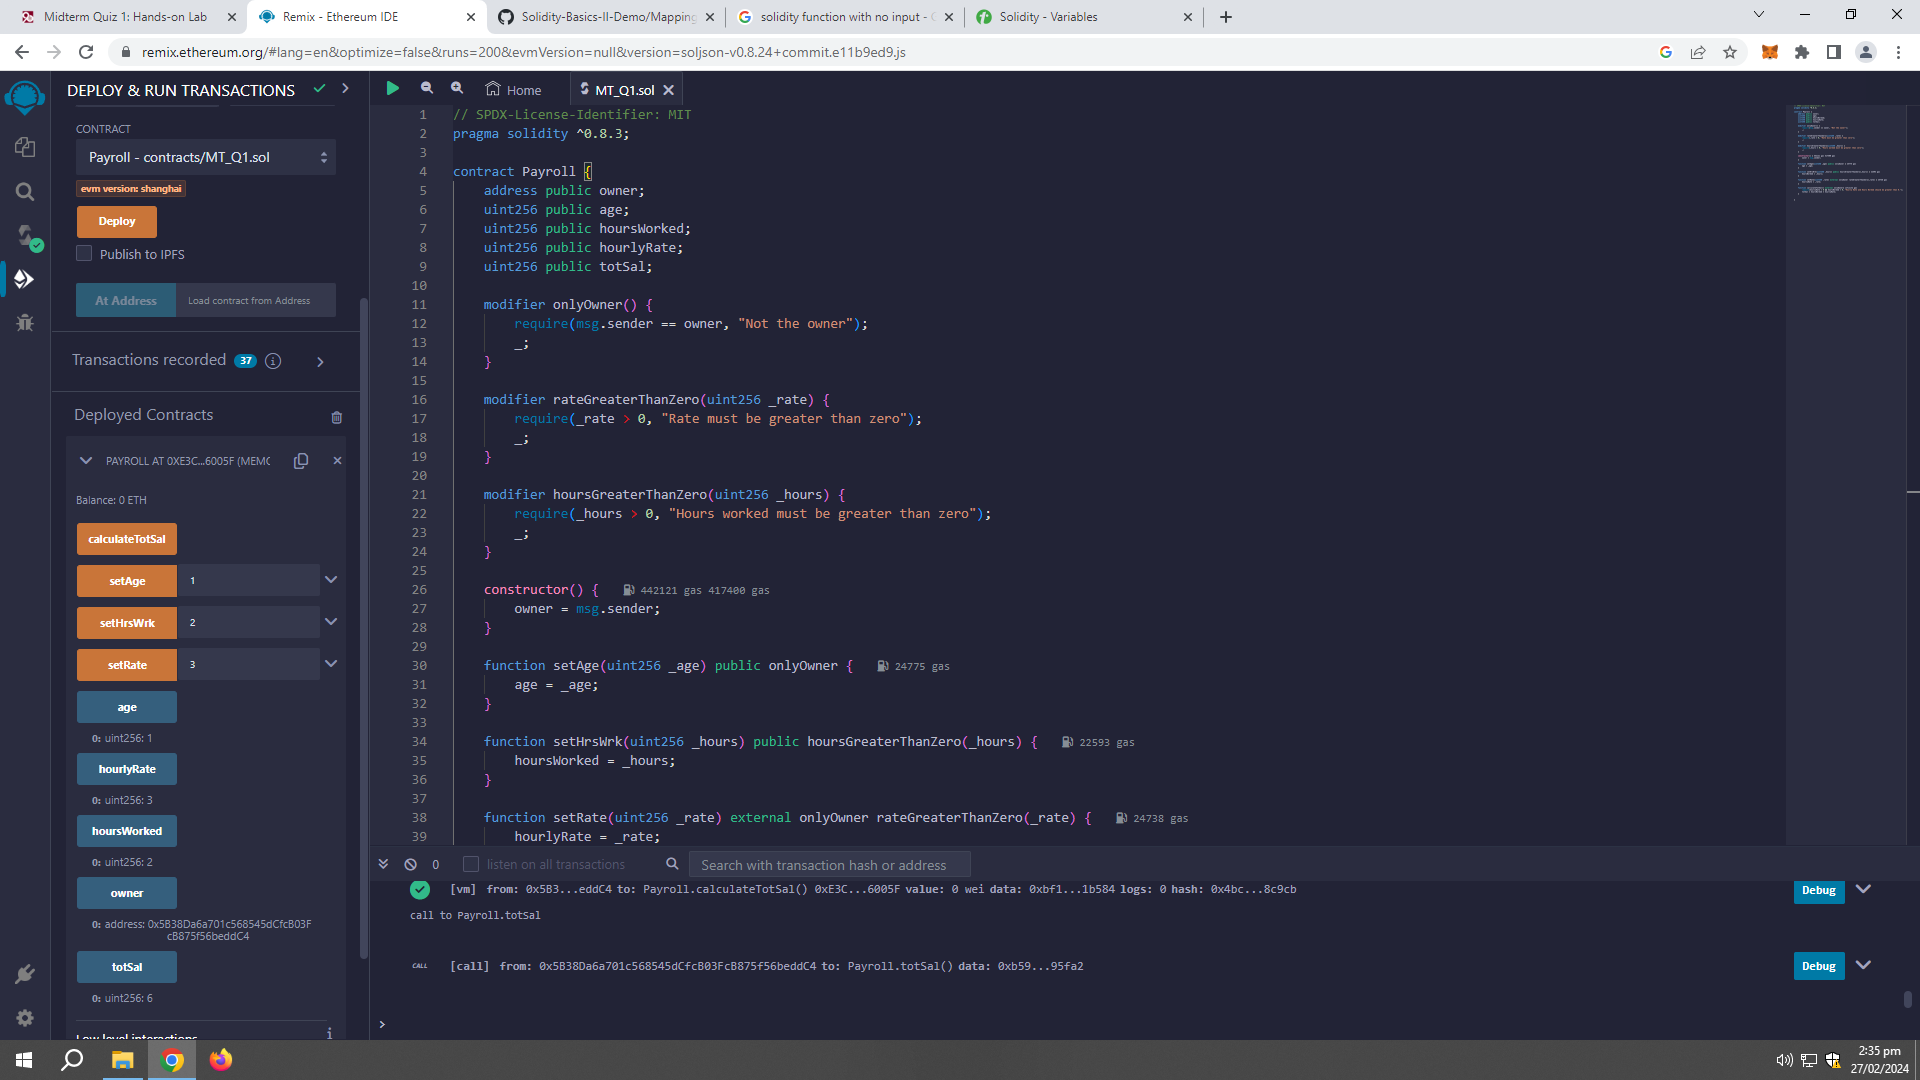 Midterm Quiz 1: Hands-on Lab
Remix - Ethereum IDE
Solidity-Basics-II-Demo/Mapping
solidity function with no input -
Solidity - Variables
remix.ethereum.org/#lang=en&optimize=false&runs=200&evmVersion=null&version=soljson-v0.8.24+commit.e11b9ed9.js
DEPLOY & RUN TRANSACTIONS
CONTRACT
Payroll - contracts/MT_Q1.sol
evm version: shanghai
Deploy
Publish to IPFS
At Address
Load contract from Address
Transactions recorded 37
Deployed Contracts
PAYROLL AT 0XE3C...6005F (MEMO
Balance: 0 ETH
calculateTotSal
setAge 1
setHrsWrk 2
setRate 3
age
0: uint256: 1
hourlyRate
0: uint256: 3
hoursWorked
0: uint256: 2
owner
0: address: 0x5B38Da6a701c568545dCfcB03F
cB875f56beddC4
totSal
0: uint256: 6
Low level interactions
Home
MT_Q1.sol
1 // SPDX-License-Identifier: MIT
2 pragma solidity ^0.8.3;
3
4 contract Payroll {
5 address public owner;
6 uint256 public age;
7 uint256 public hoursWorked;
8 uint256 public hourlyRate;
9 uint256 public totSal;
10
11 modifier onlyOwner() {
12 require(msg.sender == owner, "Not the owner");
13 _;
14 }
15
16 modifier rateGreaterThanZero(uint256 _rate) {
17 require(_rate > 0, "Rate must be greater than zero");
18 _;
19 }
20
21 modifier hoursGreaterThanZero(uint256 _hours) {
22 require(_hours > 0, "Hours worked must be greater than zero");
23 _;
24 }
25
26 constructor() { 442121 gas 417400 gas
27 owner = msg.sender;
28 }
29
30 function setAge(uint256 _age) public onlyOwner { 24775 gas
31 age = _age;
32 }
33
34 function setHrsWrk(uint256 _hours) public hoursGreaterThanZero(_hours) { 22593 gas
35 hoursWorked = _hours;
36 }
37
38 function setRate(uint256 _rate) external onlyOwner rateGreaterThanZero(_rate) { 24738 gas
39 hourlyRate = _rate;
0
listen on all transactions
Search with transaction hash or address
[vm] from: 0x5B3...eddC4 to: Payroll.calculateTotSal() 0xE3C...6005F value: 0 wei data: 0xbf1...1b584 logs: 0 hash: 0x4bc...8c9cb
Debug
call to Payroll.totSal
CALL [call] from: 0x5B38Da6a701c568545dCfcB03FcB875f56beddC4 to: Payroll.totSal() data: 0xb59...95fa2
Debug
>
2:35 pm
27/02/2024